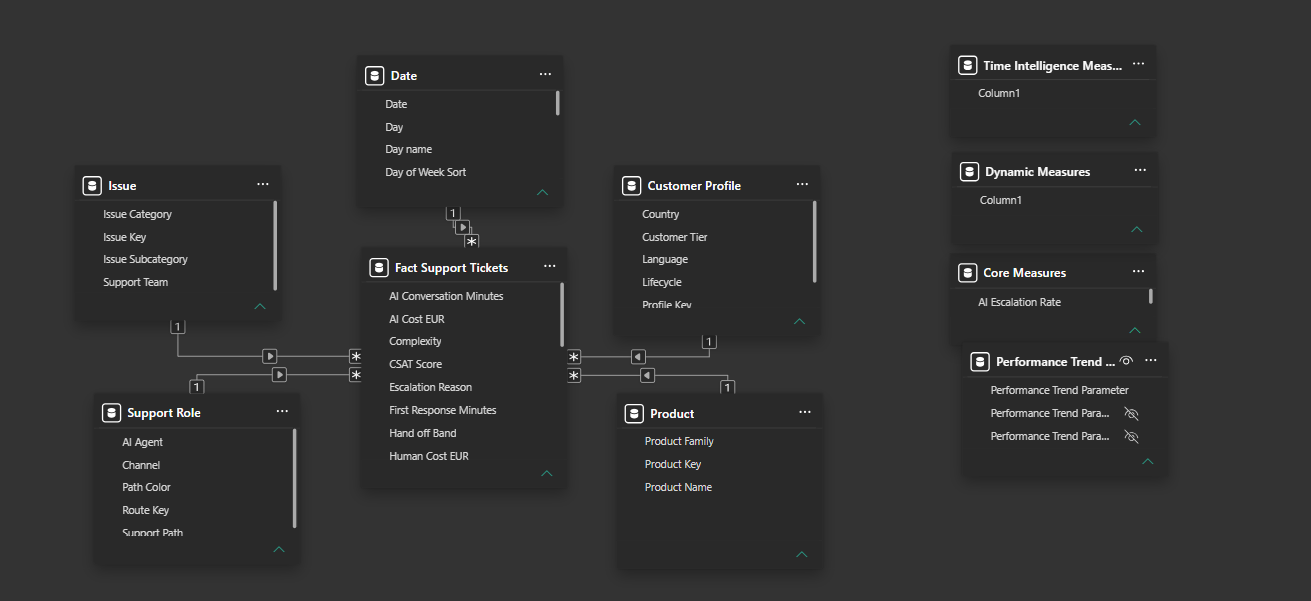 Date
Date
Day
Day name
Day of Week Sort
1
*
Issue
Issue Category
Issue Key
Issue Subcategory
Support Team
1
*
Fact Support Tickets
AI Conversation Minutes
AI Cost EUR
Complexity
CSAT Score
Escalation Reason
First Response Minutes
Hand off Band
Human Cost EUR
Customer Profile
Country
Customer Tier
Language
Lifecycle
Profile Key
1
*
Support Role
AI Agent
Channel
Path Color
Route Key
Support Path
1
*
Product
Product Family
Product Key
Product Name
1
*
Time Intelligence Meas...
Column1
Dynamic Measures
Column1
Core Measures
AI Escalation Rate
Performance Trend ...
Performance Trend Parameter
Performance Trend Para...
Performance Trend Para...